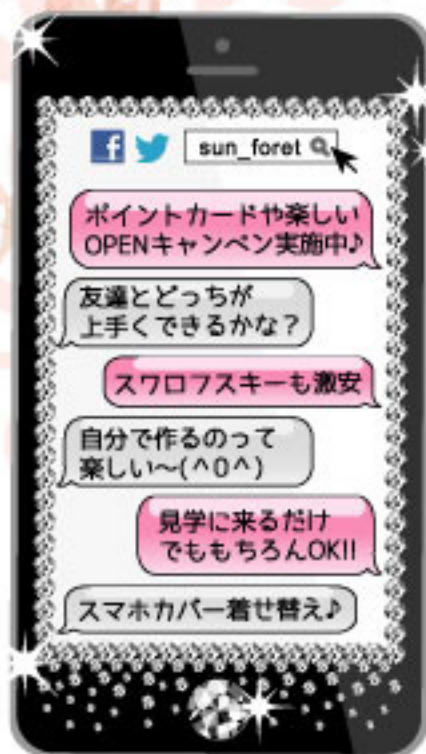 f
sun_foret
ポイントカードや楽しい
OPENキャンペン実施中♪
友達とどっちが
上手くできるかな？
スワロフスキーも激安
自分で作るのって
楽しい～(^0^)
見学に来るだけ
でももちろんOK!!
スマホカバー着せ替え♪